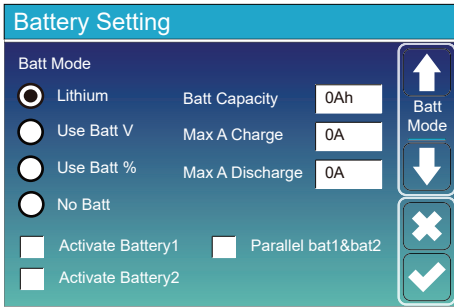 Battery Setting
Batt Mode
Lithium
Batt Capacity
0Ah
Use Batt V
Max A Charge
0A
Use Batt %
Max A Discharge
0A
No Batt
Activate Battery1
Parallel bat1&bat2
Activate Battery2
Batt
Mode